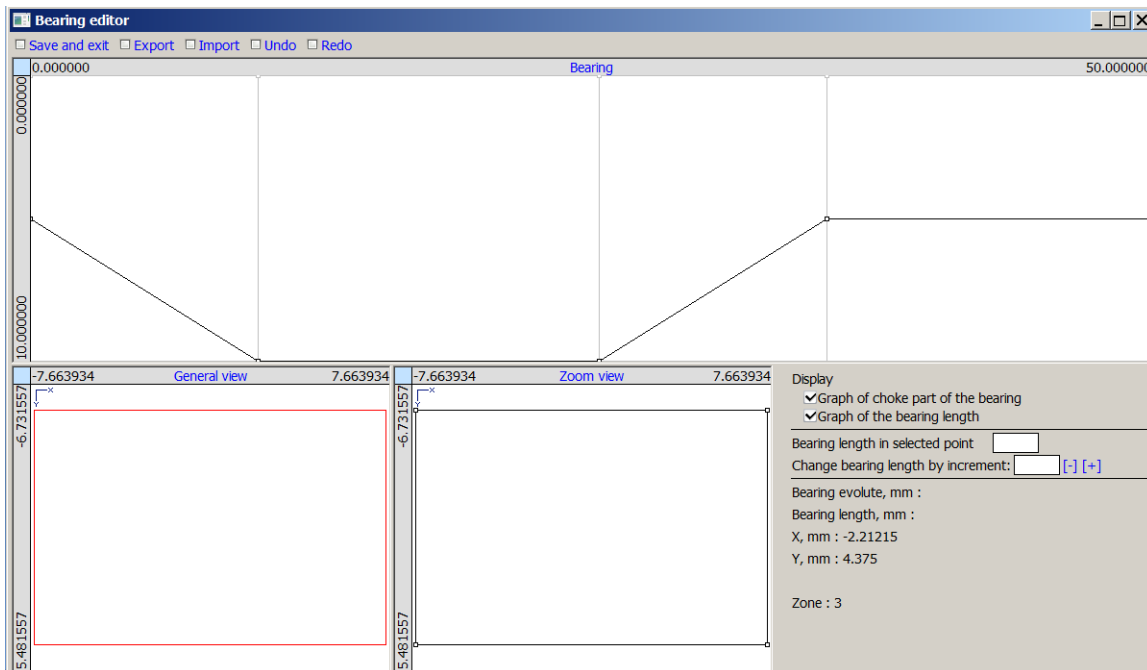 Bearing editor
Save and exit Export Import Undo Redo
0.000000 Bearing 50.000000
0.000000
10.000000
-7.663934 General view 7.663934
-6.731557
5.481557
X
Y
-7.663934 Zoom view 7.663934
-6.731557
5.481557
X
Y
Display
Graph of choke part of the bearing
Graph of the bearing length
Bearing length in selected point
Change bearing length by increment: [-] [+]
Bearing evolute, mm :
Bearing length, mm :
X, mm : -2.21215
Y, mm : 4.375
Zone : 3